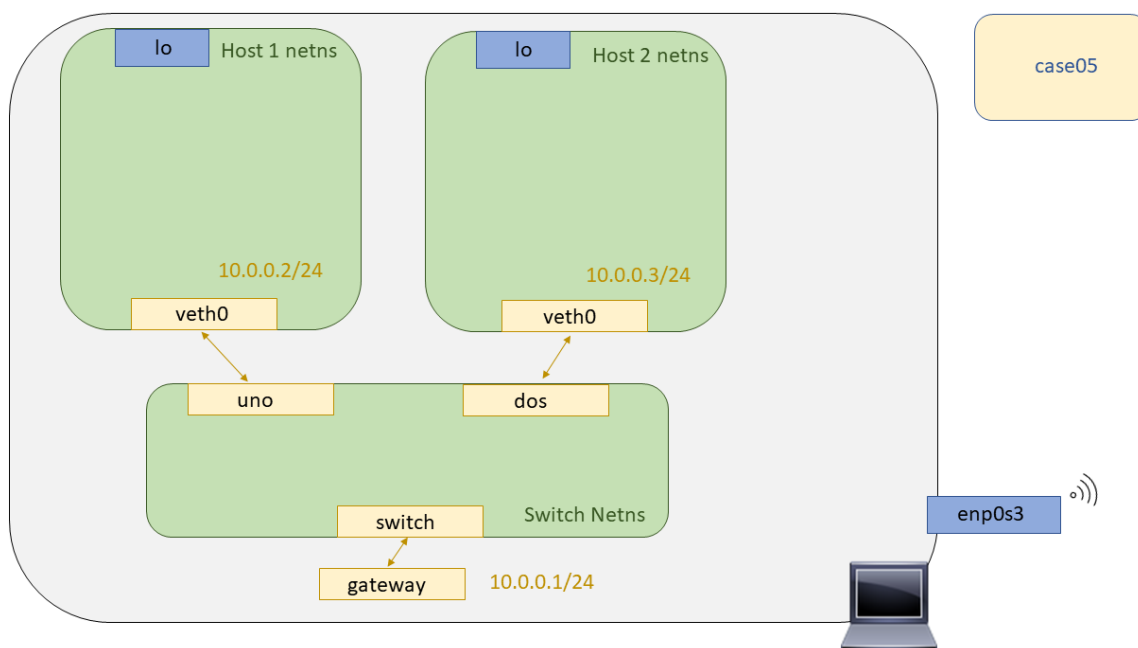 lo
Host 1 netns
lo
Host 2 netns
case05
10.0.0.2/24
10.0.0.3/24
veth0
veth0
uno
dos
switch
Switch Netns
enp0s3
gateway
10.0.0.1/24